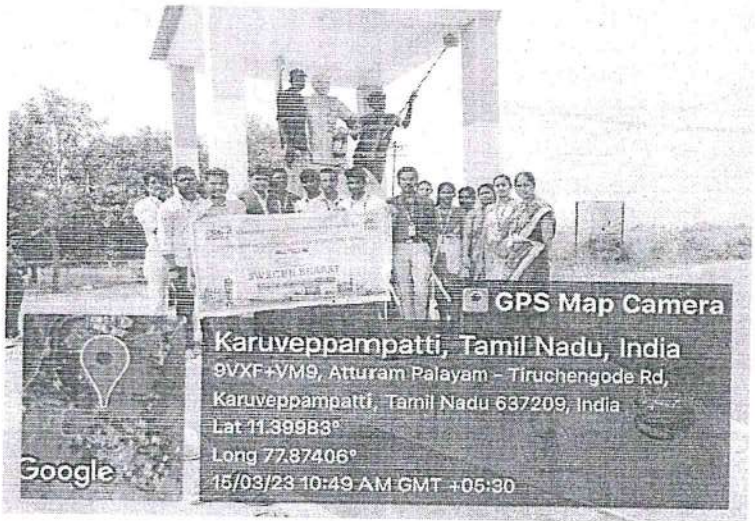 SWACHH BHARAT
GPS Map Camera
Karuveppampatti, Tamil Nadu, India
9VXF+VM9, Atturam Palayam - Tiruchengode Rd,
Karuveppampatti, Tamil Nadu 637209, India
Lat 11.39983°
Long 77.87406°
15/03/23 10:49 AM GMT +05:30
Google